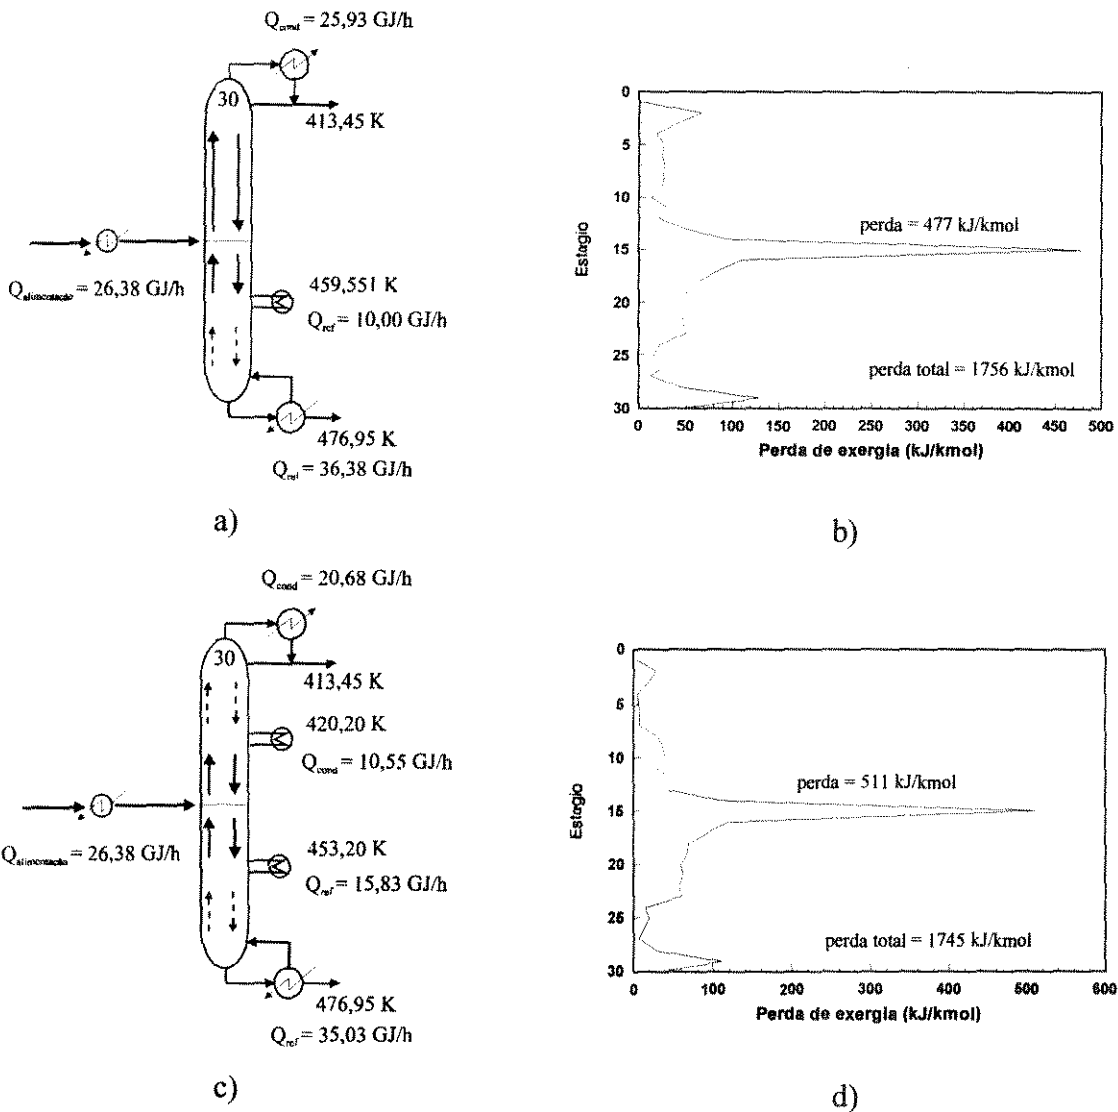 Q_cond = 25,93 GJ/h
30
413,45 K
Q_alimentação = 26,38 GJ/h
459,551 K
Q_ref = 10,00 GJ/h
476,95 K
Q_ref = 36,38 GJ/h
a)
0
5
10
15
20
25
30
Estágio
perda = 477 kJ/kmol
perda total = 1756 kJ/kmol
0 50 100 150 200 250 300 350 400 450 500
Perda de exergia (kJ/kmol)
b)
Q_cond = 20,68 GJ/h
30
413,45 K
420,20 K
Q_cond = 10,55 GJ/h
Q_alimentação = 26,38 GJ/h
453,20 K
Q_ref = 15,83 GJ/h
476,95 K
Q_ref = 35,03 GJ/h
c)
0
5
10
15
20
25
30
Estágio
perda = 511 kJ/kmol
perda total = 1745 kJ/kmol
0 100 200 300 400 500 600
Perda de exergia (kJ/kmol)
d)